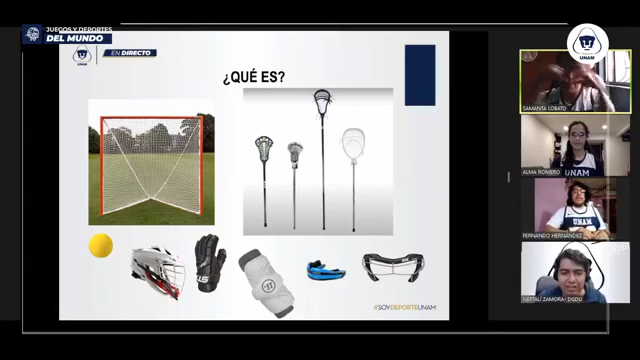 JUEGOS Y DEPORTES
DEL MUNDO
UNAM
EN DIRECTO
¿QUÉ ES?
#SOYDEPORTEUNAM
UNAM
SAMANTA LOBATO
ALMA ROMERO
UNAM
FERNANDO HERNÁNDEZ
UNAM
NEFTALÍ ZAMORA- DGDU